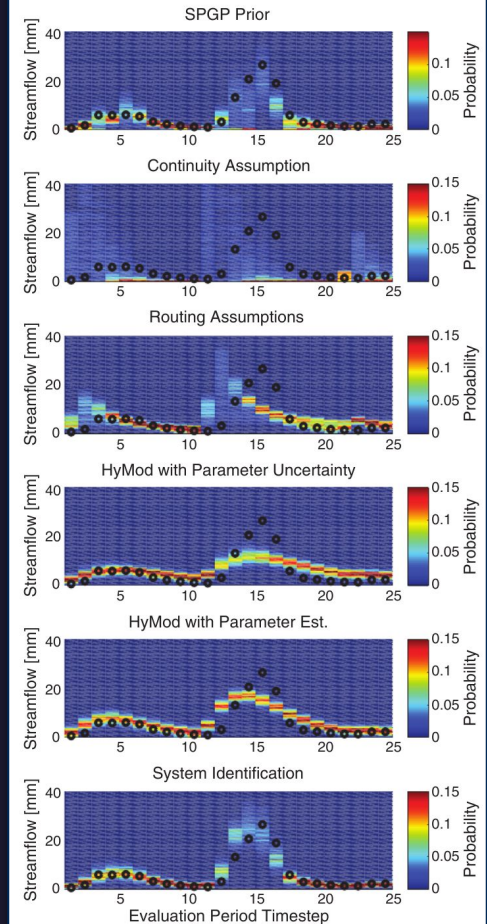 SPGP Prior
Streamflow [mm]
40
20
0
5 10 15 20 25
0.1
0.05
0
Probability
Continuity Assumption
Streamflow [mm]
40
20
0
5 10 15 20 25
0.15
0.1
0.05
0
Probability
Routing Assumptions
Streamflow [mm]
40
20
0
5 10 15 20 25
0.15
0.1
0.05
0
Probability
HyMod with Parameter Uncertainty
Streamflow [mm]
40
20
0
5 10 15 20 25
0.15
0.1
0.05
0
Probability
HyMod with Parameter Est.
Streamflow [mm]
40
20
0
5 10 15 20 25
0.15
0.1
0.05
0
Probability
System Identification
Streamflow [mm]
40
20
0
5 10 15 20 25
0.15
0.1
0.05
0
Probability
Evaluation Period Timestep